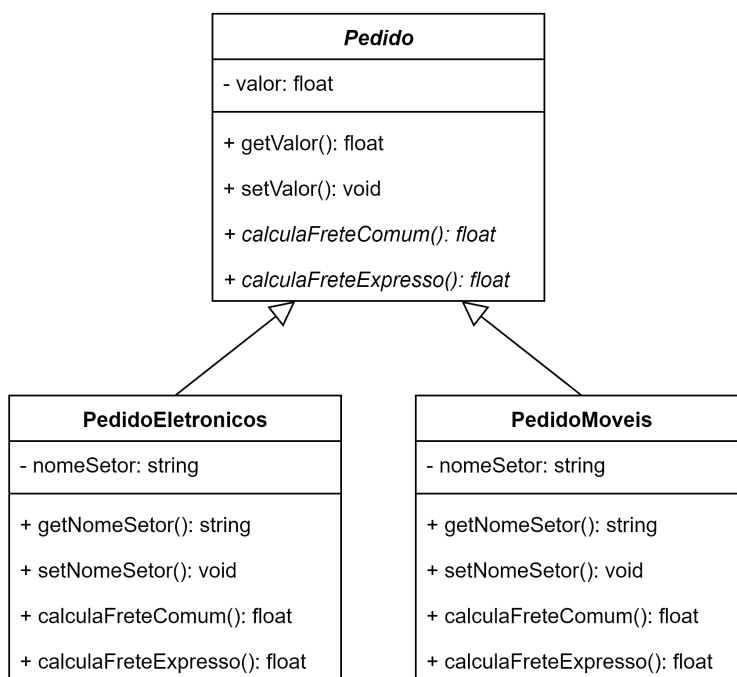 Pedido
- valor: float
+ getValor(): float
+ setValor(): void
+ calculaFreteComum(): float
+ calculaFreteExpresso(): float
PedidoEletronicos
- nomeSetor: string
+ getNomeSetor(): string
+ setNomeSetor(): void
+ calculaFreteComum(): float
+ calculaFreteExpresso(): float
PedidoMoveis
- nomeSetor: string
+ getNomeSetor(): string
+ setNomeSetor(): void
+ calculaFreteComum(): float
+ calculaFreteExpresso(): float